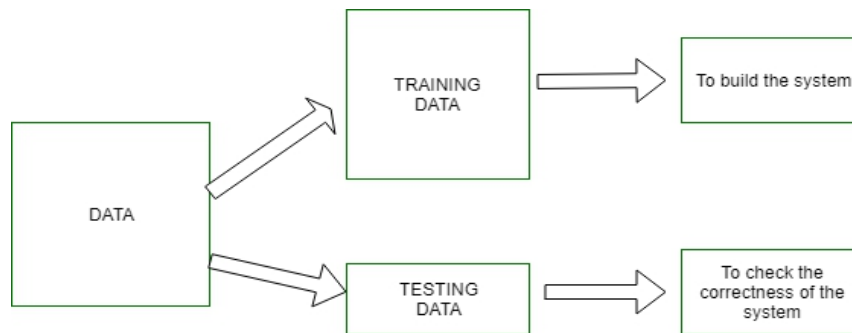 DATA
TRAINING
DATA
To build the system
TESTING
DATA
To check the
correctness of the
system